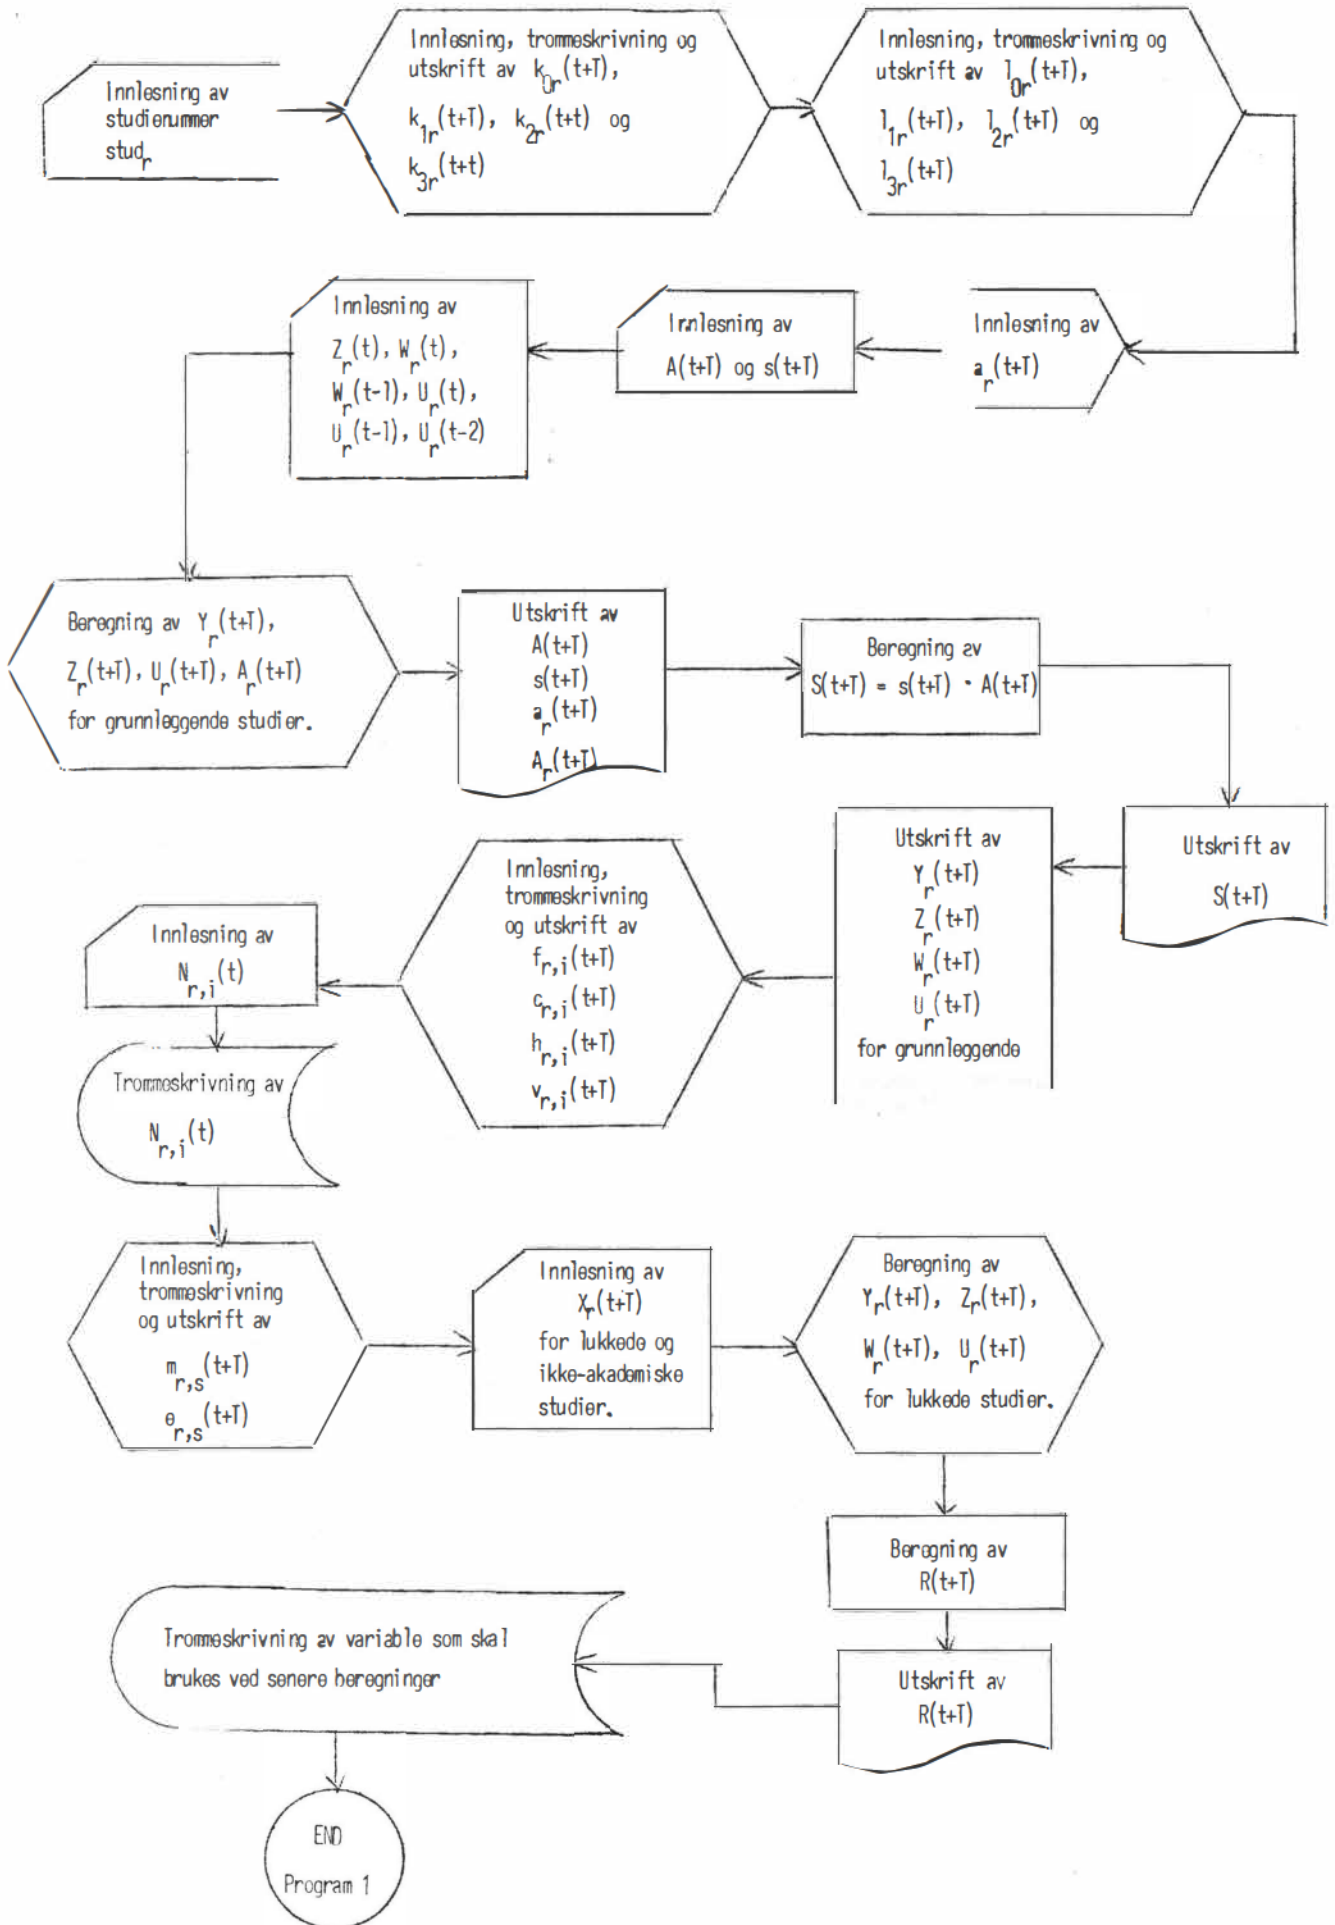 Innlesning av
studienummer
stud_r
Innlesning, trommeskrivning og
utskrift av k_0r(t+T),
k_1r(t+T), k_2r(t+t) og
k_3r(t+t)
Innlesning, trommeskrivning og
utskrift av l_0r(t+T),
l_1r(t+T), l_2r(t+T) og
l_3r(t+T)
Innlesning av
a_r(t+T)
Innlesning av
A(t+T) og s(t+T)
Innlesning av
Z_r(t), W_r(t),
W_r(t-1), U_r(t),
U_r(t-1), U_r(t-2)
Beregning av Y_r(t+T),
Z_r(t+T), U_r(t+T), A_r(t+T)
for grunnleggende studier.
Utskrift av
A(t+T)
s(t+T)
a_r(t+T)
A_r(t+T)
Beregning av
S(t+T) = s(t+T) · A(t+T)
Utskrift av
S(t+T)
Utskrift av
Y_r(t+T)
Z_r(t+T)
W_r(t+T)
U_r(t+T)
for grunnleggende
Innlesning,
trommeskrivning
og utskrift av
f_r,i(t+T)
c_r,i(t+T)
h_r,i(t+T)
v_r,i(t+T)
Innlesning av
N_r,i(t)
Trommeskrivning av
N_r,i(t)
Innlesning,
trommeskrivning
og utskrift av
m_r,s(t+T)
e_r,s(t+T)
Innlesning av
X_r(t+T)
for lukkede og
ikke-akademiske
studier.
Beregning av
Y_r(t+T), Z_r(t+T),
W_r(t+T), U_r(t+T)
for lukkede studier.
Beregning av
R(t+T)
Utskrift av
R(t+T)
Trommeskrivning av variable som skal
brukes ved senere beregninger
END
Program 1